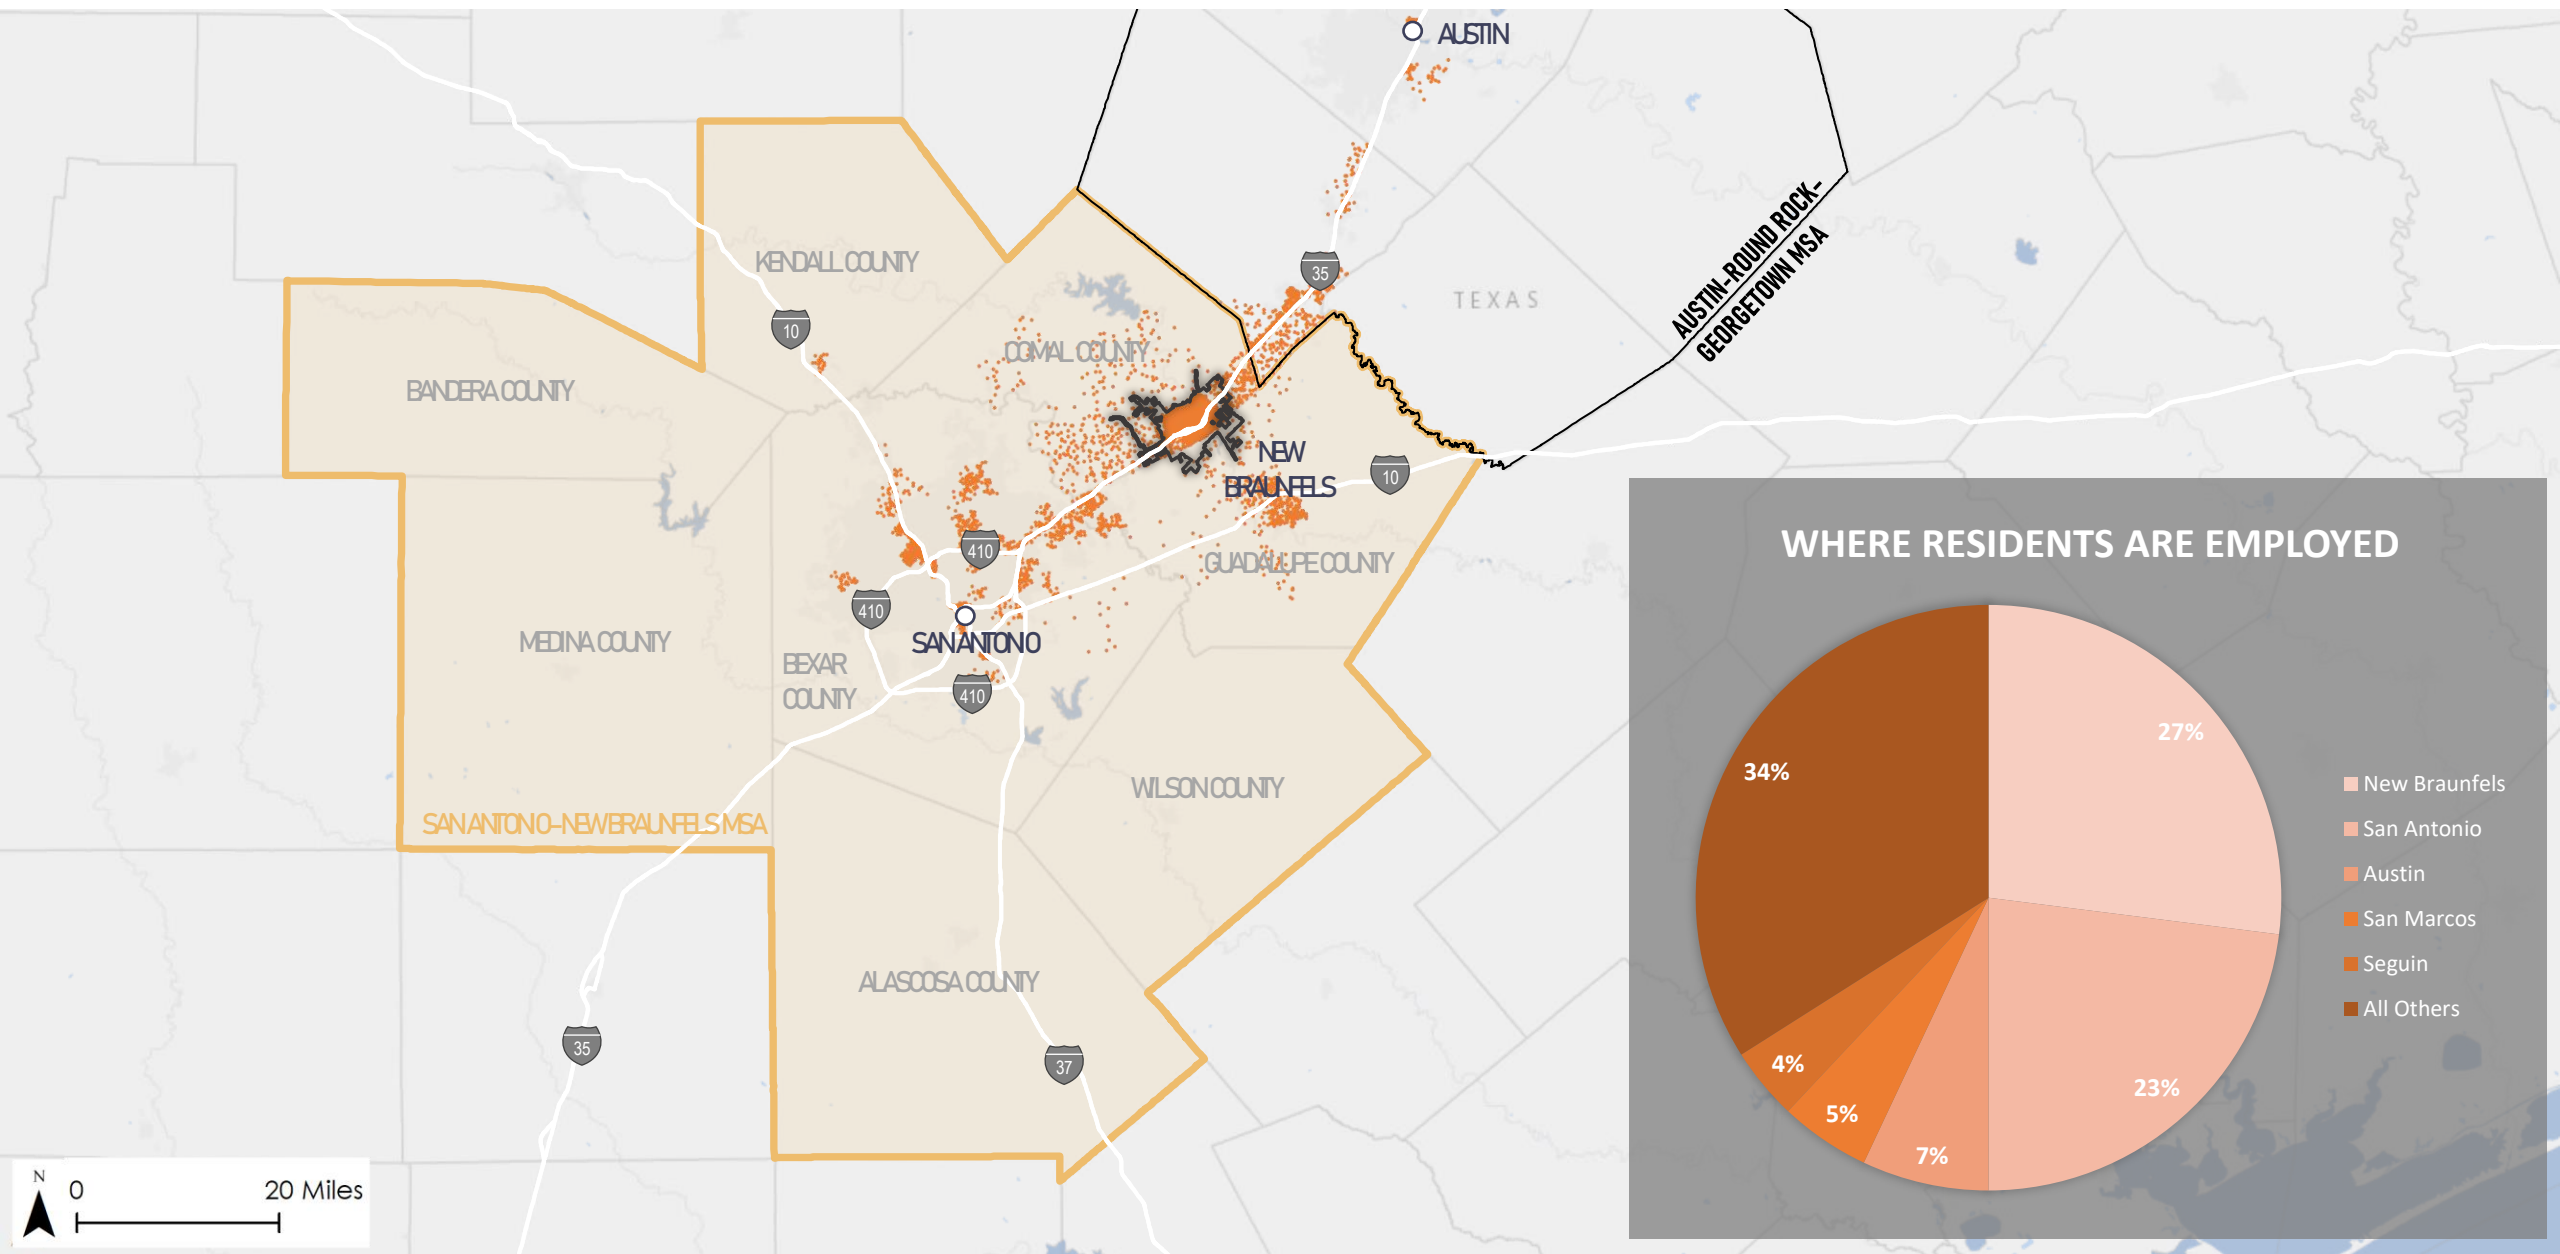 AUSTIN
KENDALL COUNTY
AUSTIN-ROUND ROCK-
GEORGETOWN MSA
35
TEXAS
10
COMAL COUNTY
BANDERA COUNTY
NEW
BRAUNFELS
10
410
GUADALUPE COUNTY
410
SAN ANTONIO
MEDINA COUNTY
BEXAR
COUNTY
410
WILSON COUNTY
SAN ANTONIO-NEW BRAUNFELS MSA
ALASCOSA COUNTY
35
37
N
0 20 Miles
WHERE RESIDENTS ARE EMPLOYED
27%
34%
23%
4%
5%
7%
New Braunfels
San Antonio
Austin
San Marcos
Seguin
All Others